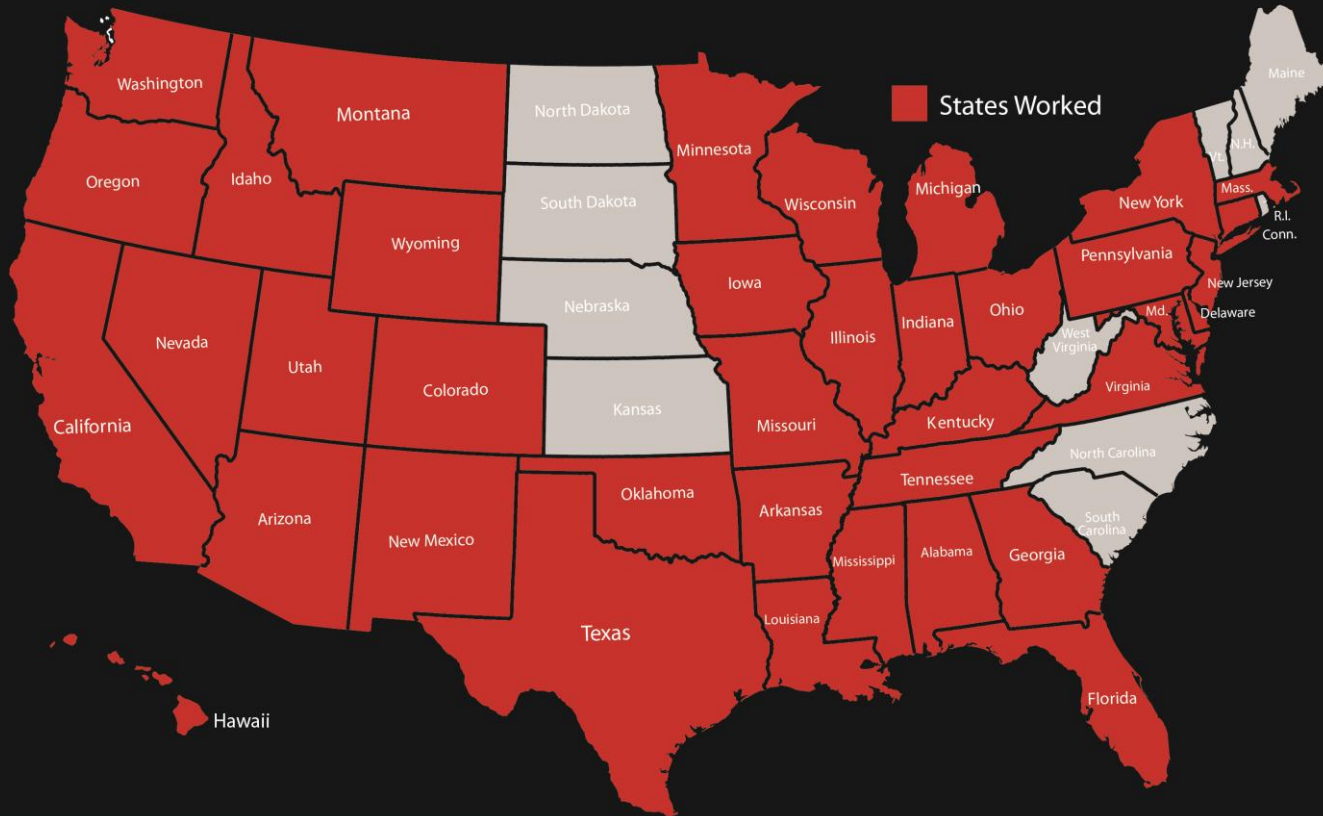 Washington
Montana
North Dakota
Minnesota
States Worked
Maine
Vt.
N.H.
Oregon
Idaho
South Dakota
Wisconsin
Michigan
New York
Mass.
R.I.
Conn.
Wyoming
Pennsylvania
Iowa
Nebraska
New Jersey
Nevada
Utah
Colorado
Illinois
Indiana
Ohio
Md.
Delaware
West
Virginia
Virginia
California
Kansas
Missouri
Kentucky
North Carolina
Arizona
New Mexico
Oklahoma
Arkansas
Tennessee
South
Carolina
Mississippi
Alabama
Georgia
Texas
Louisiana
Florida
Hawaii